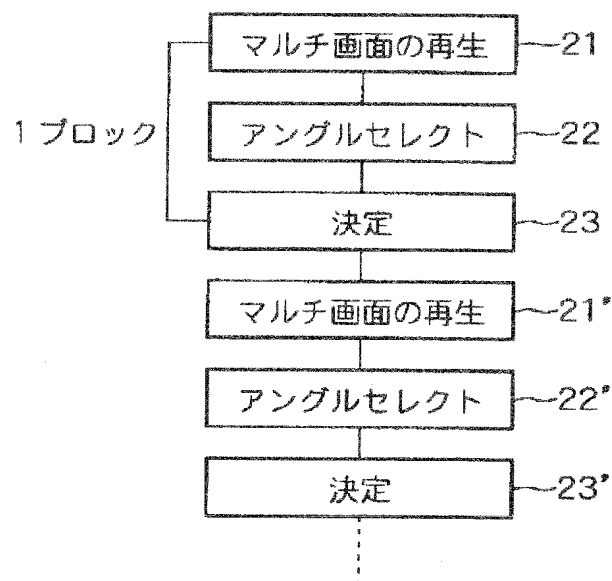 マルチ画面の再生 21
アングルセレクト 22
1ブロック
決定 23
マルチ画面の再生 21'
アングルセレクト 22'
決定 23'